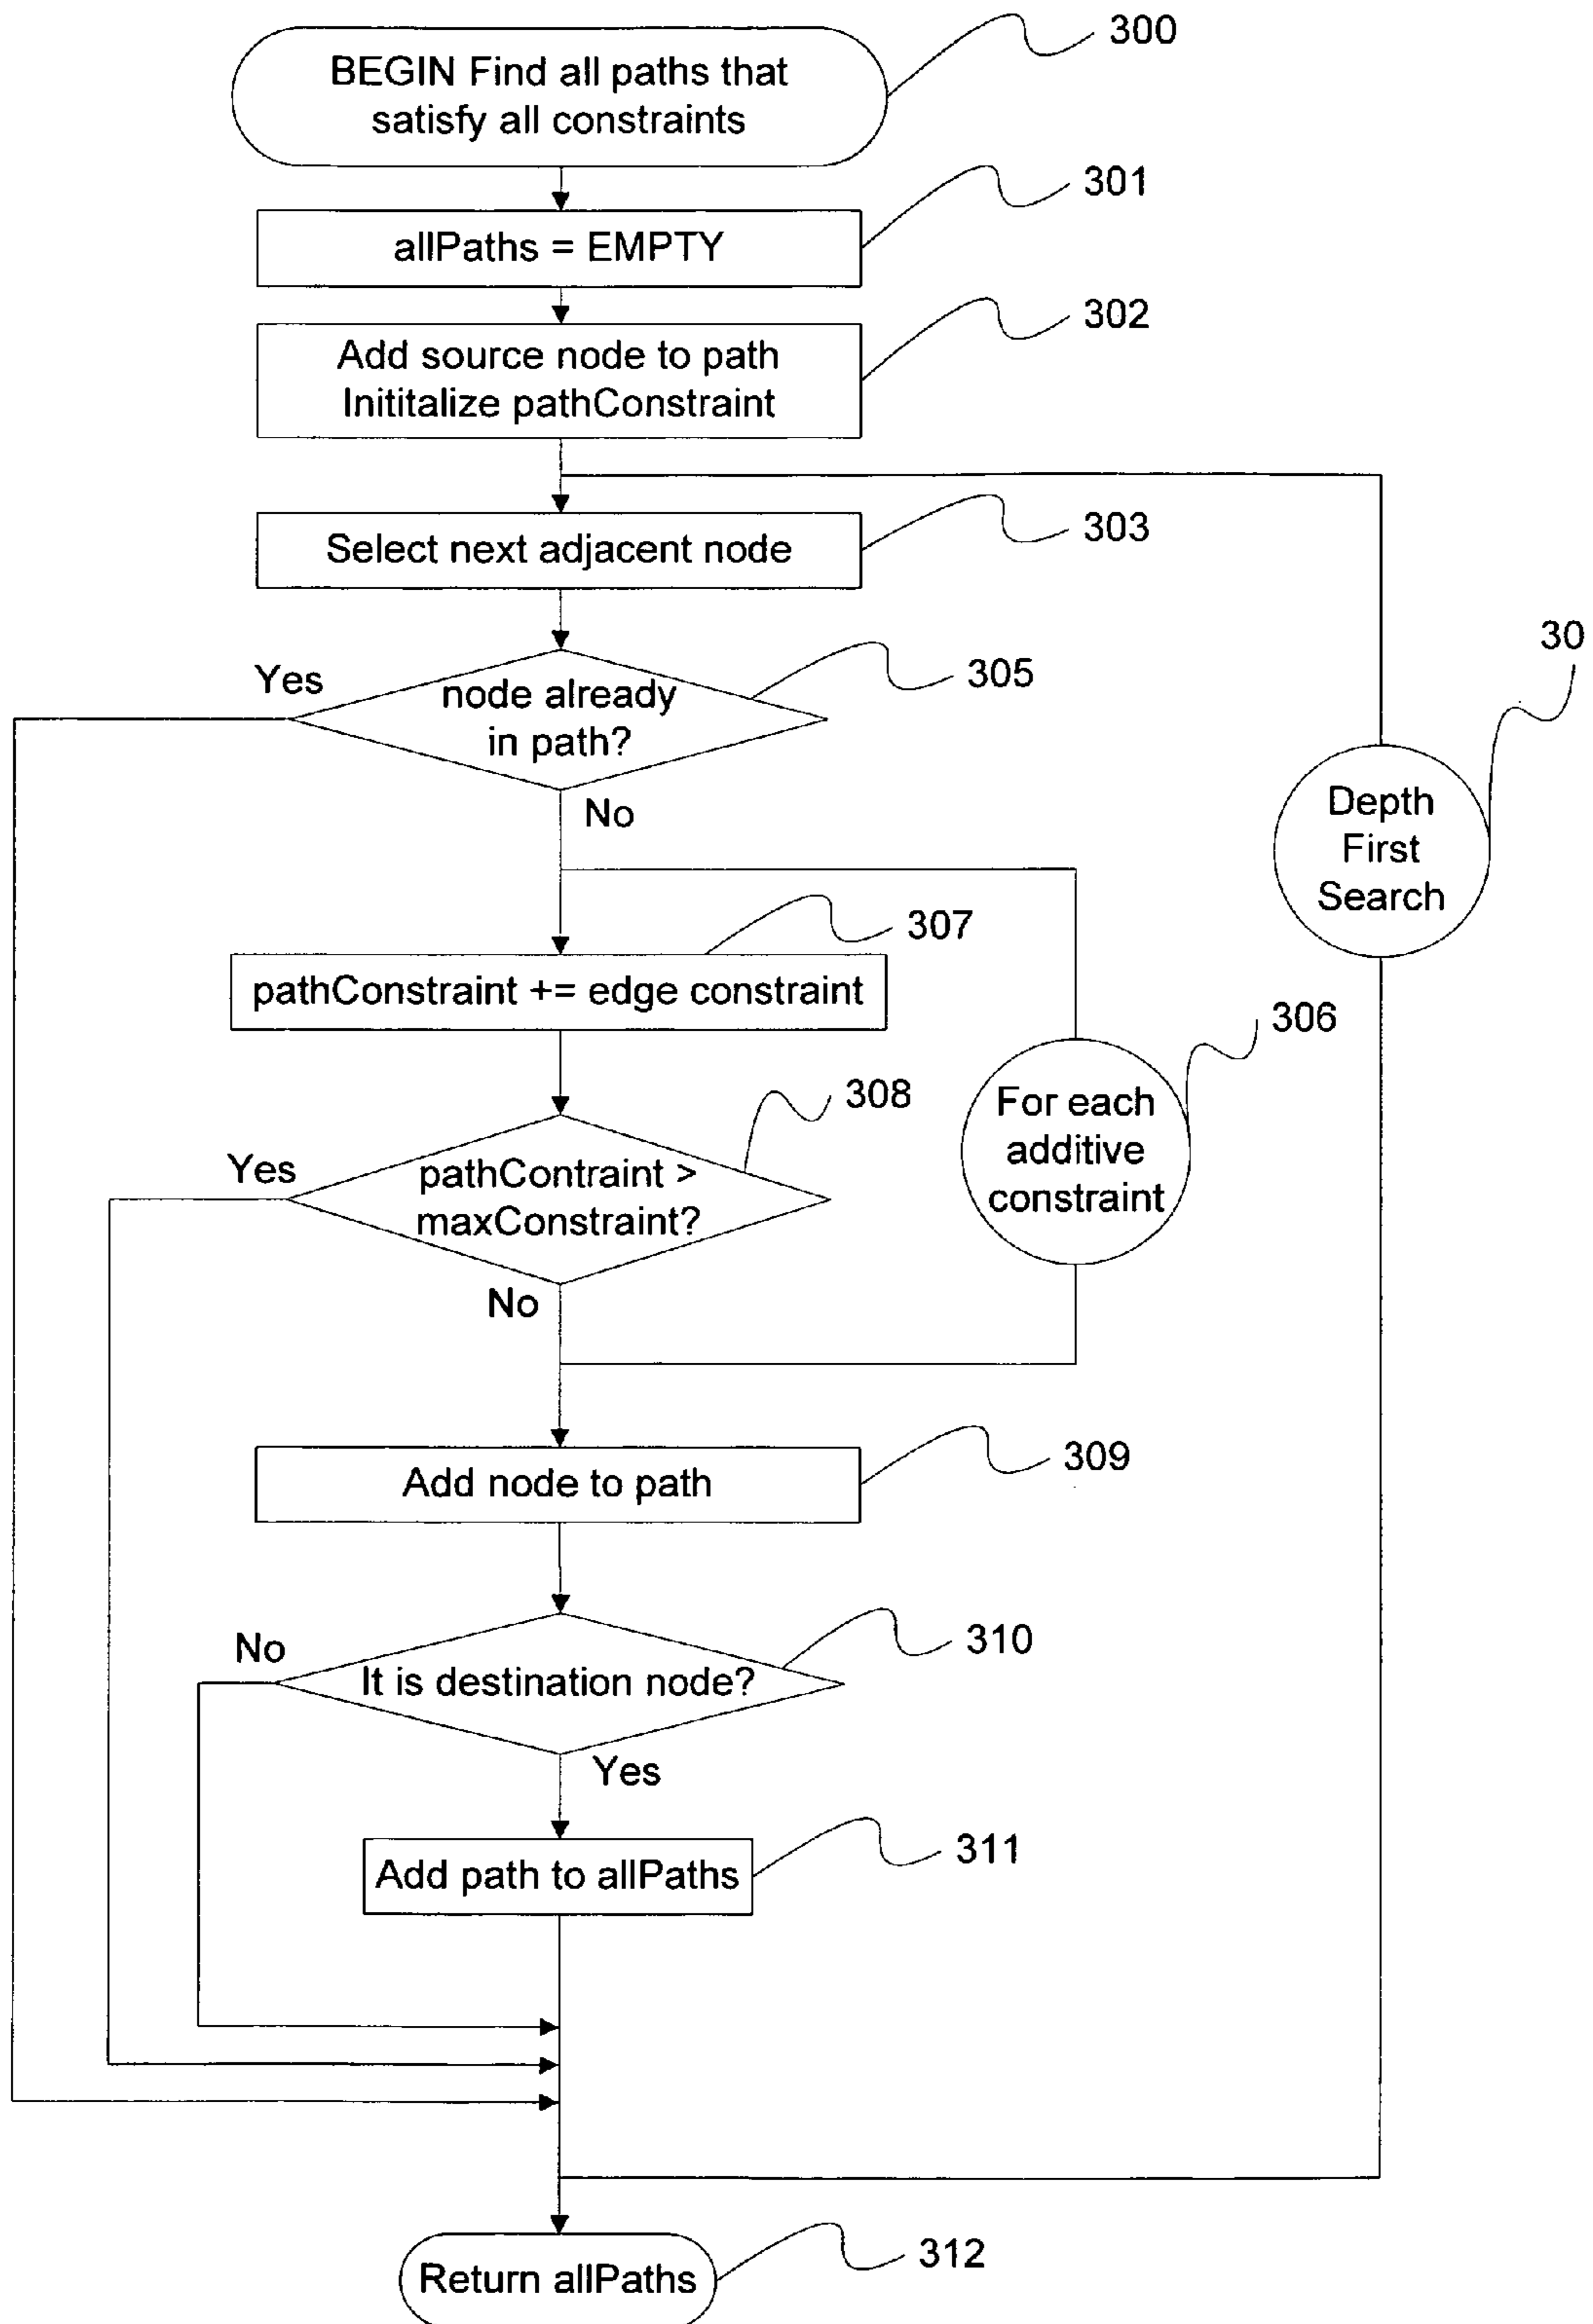 BEGIN Find all paths that
satisfy all constraints
300
301
allPaths = EMPTY
302
Add source node to path
Inititalize pathConstraint
303
Select next adjacent node
30
Depth
First
Search
305
Yes
node already
in path?
No
307
pathConstraint += edge constraint
306
For each
additive
constraint
308
Yes
pathContraint >
maxConstraint?
No
309
Add node to path
310
No
It is destination node?
Yes
311
Add path to allPaths
312
Return allPaths